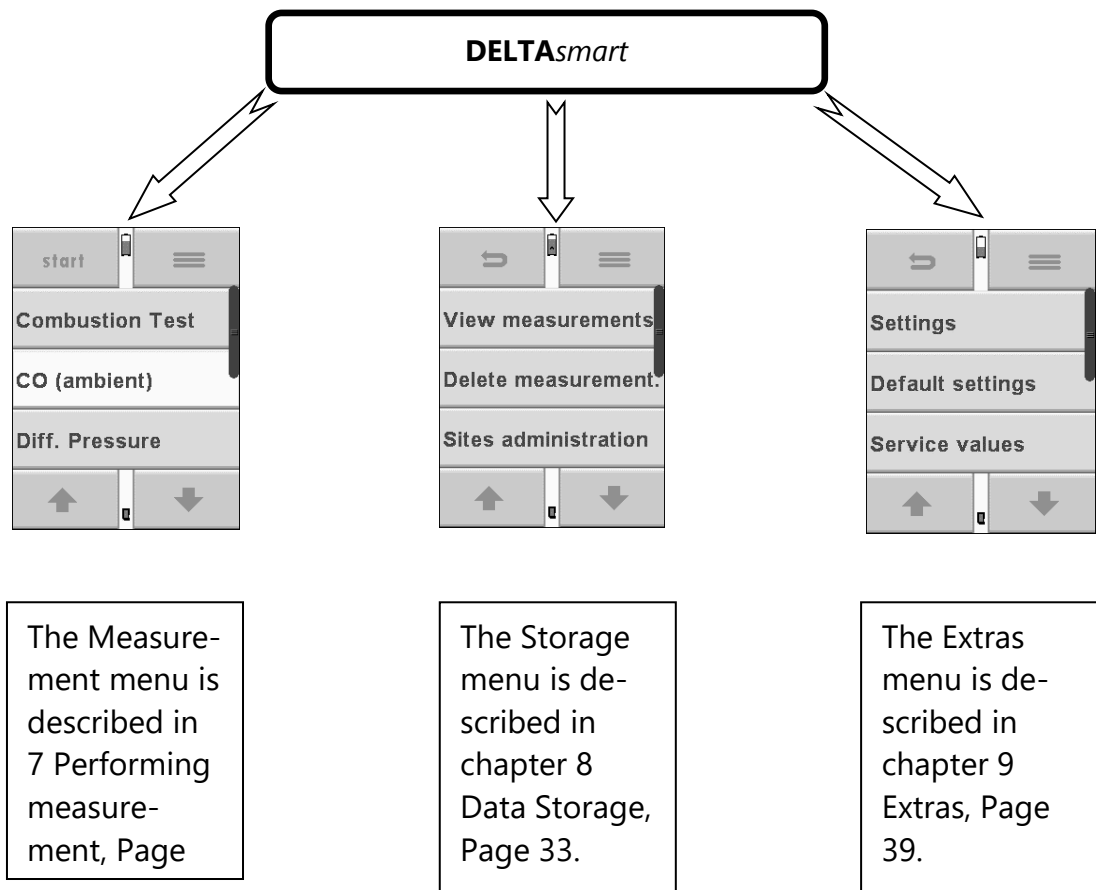 DELTAsmart
start
Combustion Test
CO (ambient)
Diff. Pressure
View measurements
Delete measurement.
Sites administration
Settings
Default settings
Service values
The Measure-
ment menu is
described in
7 Performing
measure-
ment, Page
The Storage
menu is de-
scribed in
chapter 8
Data Storage,
Page 33.
The Extras
menu is de-
scribed in
chapter 9
Extras, Page
39.